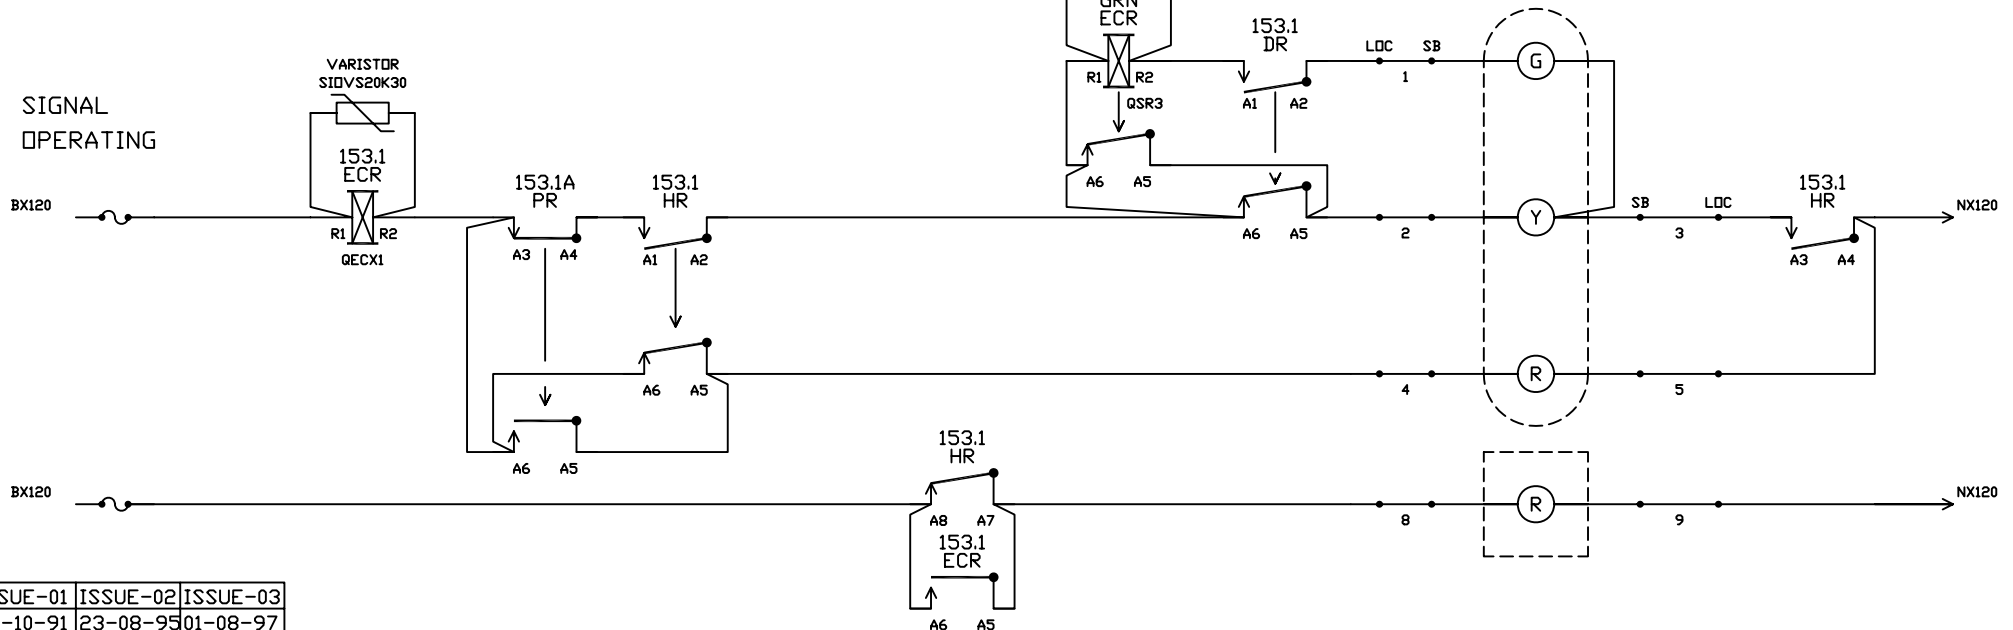 GRN
ECR
153.1
DR
LOC SB
G
VARISTOR
SIOVS20K30
R1 R2
1
SIGNAL
OPERATING
QSR3
A1 A2
153.1
ECR
A6 A5
153.1A
PR
153.1
HR
153.1
HR
BX120
SB LOC
NX120
Y
R1 R2
A6 A5
2
3
A3 A4
A1 A2
QECX1
A3 A4
R
A6 A5
4
5
153.1
HR
A6 A5
BX120
NX120
R
A8 A7
8
9
153.1
ECR
SUE-01 ISSUE-02 ISSUE-03
-10-91 23-08-95 01-08-97
A6 A5